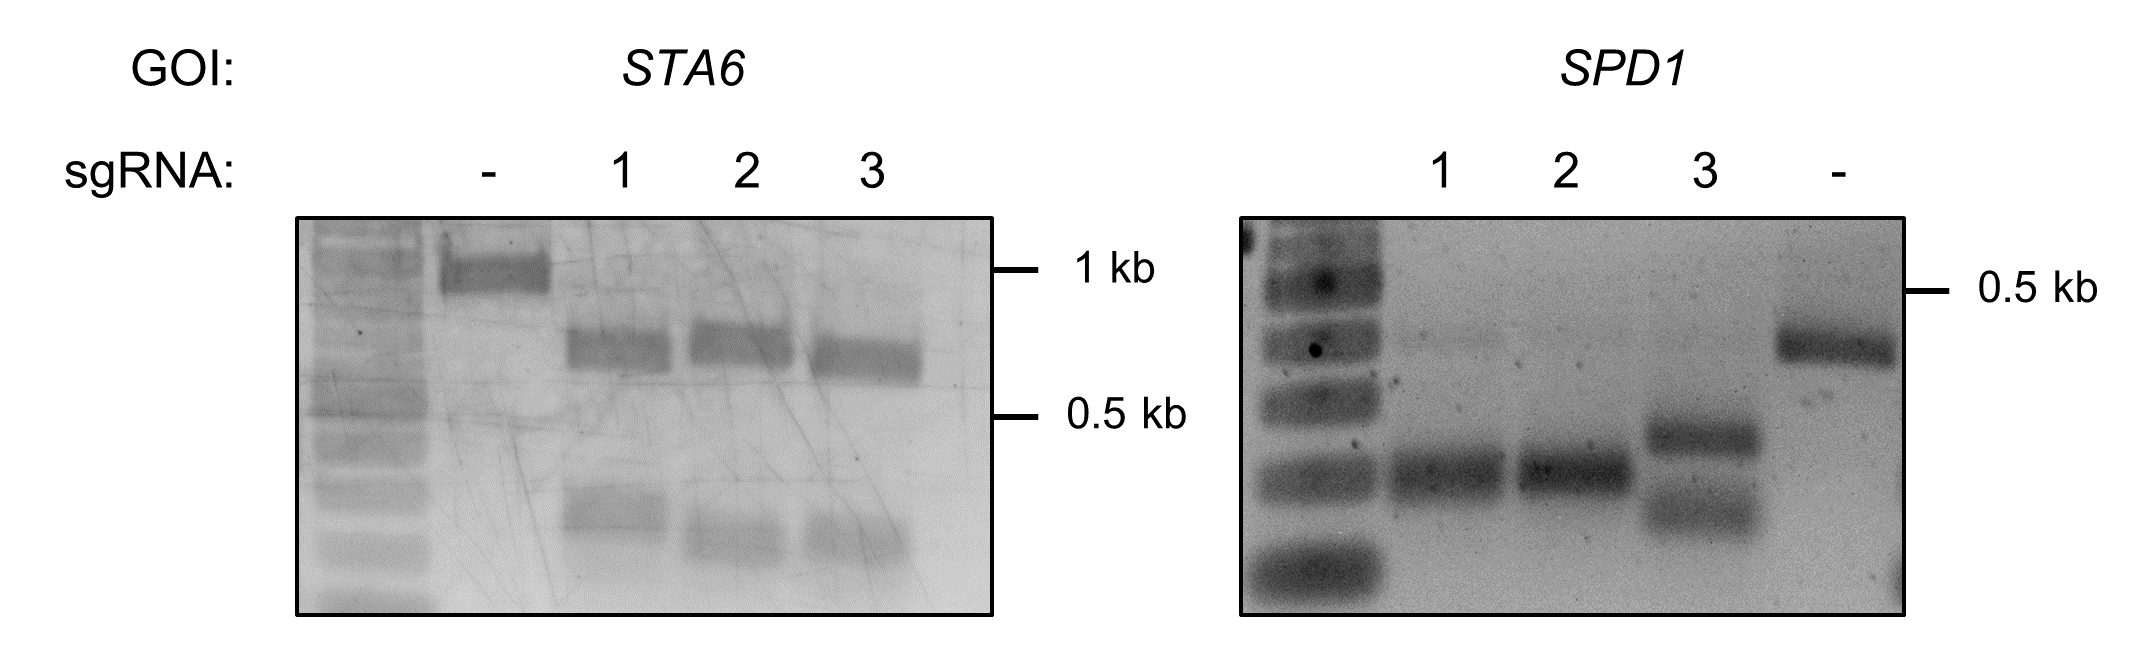 GOI: STA6 SPD1
sgRNA: - 1 2 3 1 2 3 -
1 kb
0.5 kb
0.5 kb